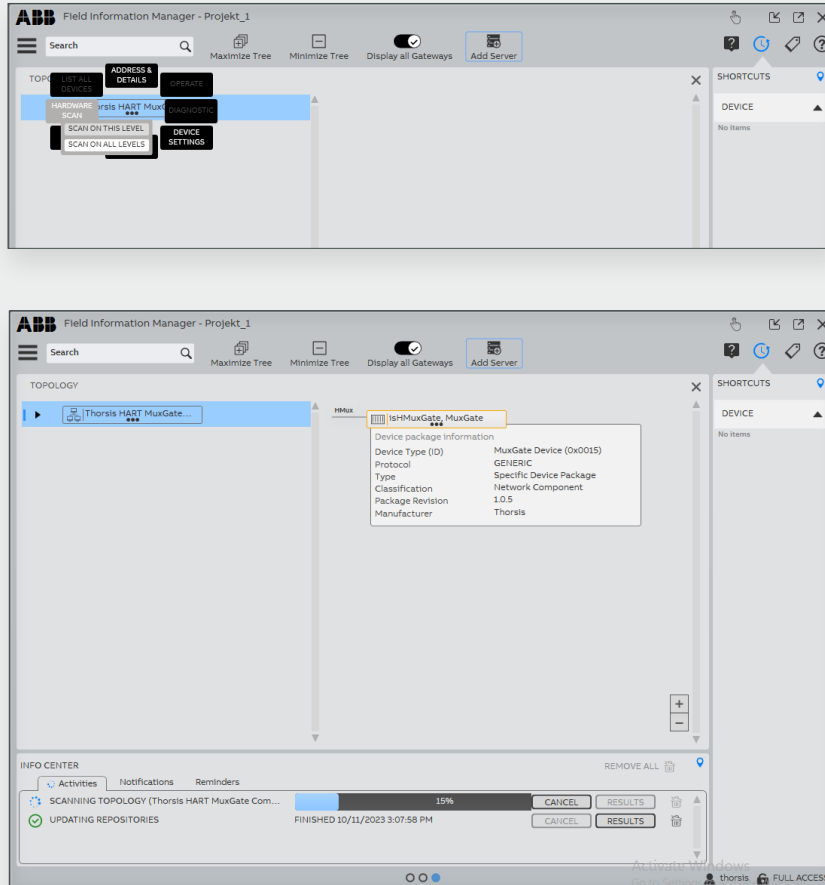 ABB Field Information Manager - Projekt_1
Search
Maximize Tree
Minimize Tree
Display all Gateways
Add Server
SHORTCUTS
DEVICE
No Items
LIST ALL DEVICES
ADDRESS & DETAILS
OPERATE
HARDWARE SCAN
DIAGNOSTIC
SCAN ON THIS LEVEL
SCAN ON ALL LEVELS
DEVICE SETTINGS
ABB Field Information Manager - Projekt_1
Search
Maximize Tree
Minimize Tree
Display all Gateways
Add Server
TOPOLOGY
SHORTCUTS
Thorsis HART MuxGate...
HMux
isHMuxGate, MuxGate
DEVICE
No items
Device package information
Device Type (ID) MuxGate Device (0x0015)
Protocol GENERIC
Type Specific Device Package
Classification Network Component
Package Revision 1.0.5
Manufacturer Thorsis
INFO CENTER
REMOVE ALL
Activities
Notifications
Reminders
SCANNING TOPOLOGY (Thorsis HART MuxGate Com... 15% CANCEL RESULTS
UPDATING REPOSITORIES FINISHED 10/11/2023 3:07:58 PM CANCEL RESULTS
Activate Windows
thorsis FULL ACCESS